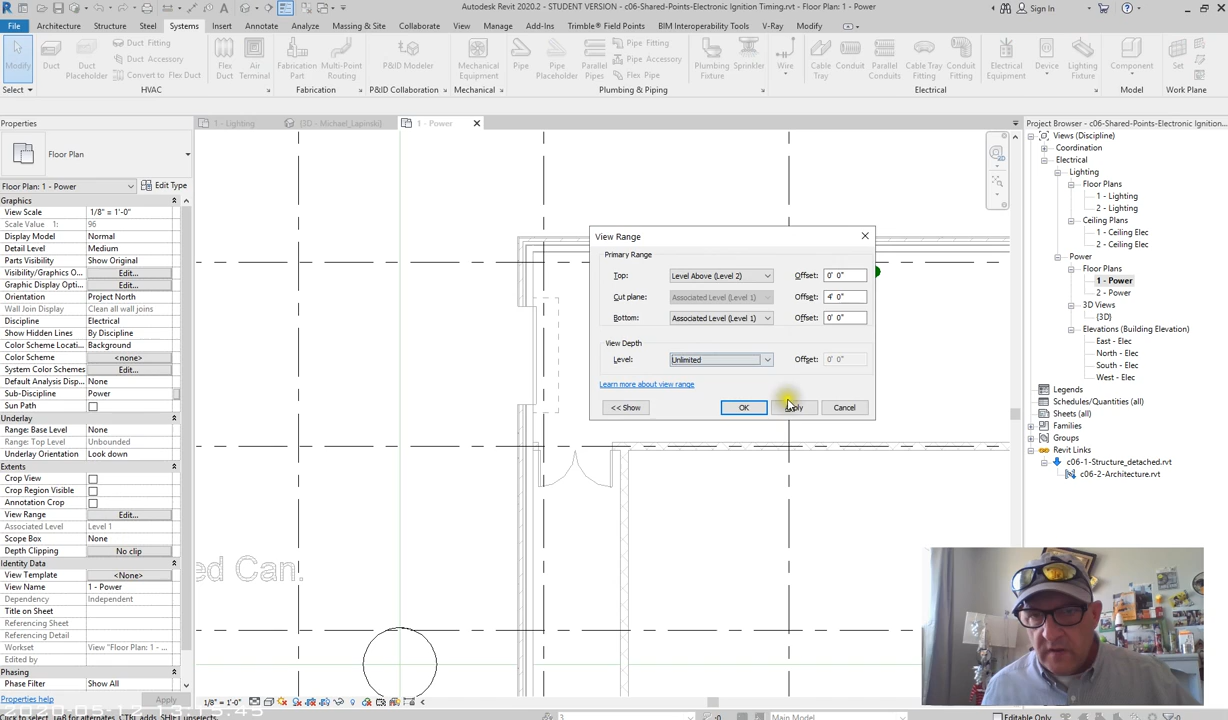 Autodesk Revit 2020.2 - STUDENT VERSION - c06-Shared-Points-Electronic Ignition Timing.rvt - Floor Plan: 1 - Power
Sign In
File Architecture Structure Systems Insert Annotate Analyze Massing & Site Collaborate View Manage Add-Ins Trimble® Field Points BIM Interoperability Tools V-Ray Modify
Modify
Duct
Duct Placeholder
Duct Fitting
Duct Accessory
Convert to Flex Duct
Flex Duct
Air Terminal
Fabrication Part
Multi-Point Routing
P&ID Modeler
Mechanical Equipment
Pipe
Pipe Placeholder
Parallel Pipes
Pipe Fitting
Pipe Accessory
Flex Pipe
Plumbing Fixture
Sprinkler
Wire
Cable Tray
Conduit
Parallel Conduits
Cable Tray Fitting
Conduit Fitting
Electrical Equipment
Device
Lighting Fixture
Component
Set
Select HVAC Fabrication P&ID Collaboration Mechanical Plumbing & Piping Electrical Model Work Plane
Properties
Floor Plan
Floor Plan: 1 - Power Edit Type
Graphics
View Scale 1/8" = 1'-0"
Scale Value 1: 96
Display Model Normal
Detail Level Medium
Parts Visibility Show Original
Visibility/Graphics O... Edit...
Graphic Display Opti... Edit...
Orientation Project North
Wall Join Display Clean all wall joins
Discipline Electrical
Show Hidden Lines By Discipline
Color Scheme Locati... Background
Color Scheme <none>
System Color Schemes Edit...
Default Analysis Disp... None
Sub-Discipline Power
Sun Path
Underlay
Range: Base Level None
Range: Top Level Unbounded
Underlay Orientation Look down
Extents
Crop View
Crop Region Visible
Annotation Crop
View Range Edit...
Associated Level Level 1
Scope Box None
Depth Clipping No clip
Identity Data
View Template <None>
View Name 1 - Power
Dependency Independent
Title on Sheet
Referencing Sheet
Referencing Detail
Workset View "Floor Plan: 1 -
Edited by
Phasing
Phase Filter Show All
Properties help Apply
1 - Lighting
{3D - Michael_Lapinski}
1 - Power
ed Can.
View Range
Primary Range
Top: Level Above (Level 2) Offset: 0' 0"
Cut plane: Associated Level (Level 1) Offset: 4' 0"
Bottom: Associated Level (Level 1) Offset: 0' 0"
View Depth
Level: Unlimited Offset: 0' 0"
Learn more about view range
<< Show OK Cancel
Project Browser - c06-Shared-Points-Electronic Ignition...
Views (Discipline)
Coordination
Electrical
Lighting
Floor Plans
1 - Lighting
2 - Lighting
Ceiling Plans
1 - Ceiling Elec
2 - Ceiling Elec
Power
Floor Plans
1 - Power
2 - Power
3D Views
{3D}
Elevations (Building Elevation)
East - Elec
North - Elec
South - Elec
West - Elec
Legends
Schedules/Quantities (all)
Sheets (all)
Families
Groups
Revit Links
c06-1-Structure_detached.rvt
c06-2-Architecture.rvt
1/8" = 1'-0"
:0 Main Model Editable Only